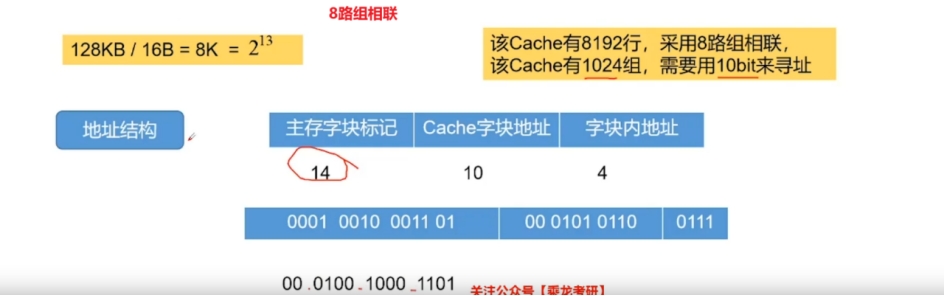 8路组相联
128KB / 16B = 8K = 2^13
该Cache有8192行，采用8路组相联，
该Cache有1024组，需要用10bit来寻址
地址结构
主存字块标记 Cache字块地址 字块内地址
14 10 4
0001 0010 0011 01 00 0101 0110 0111
00 0100 1000 1101
关注公众号【乘龙考研】